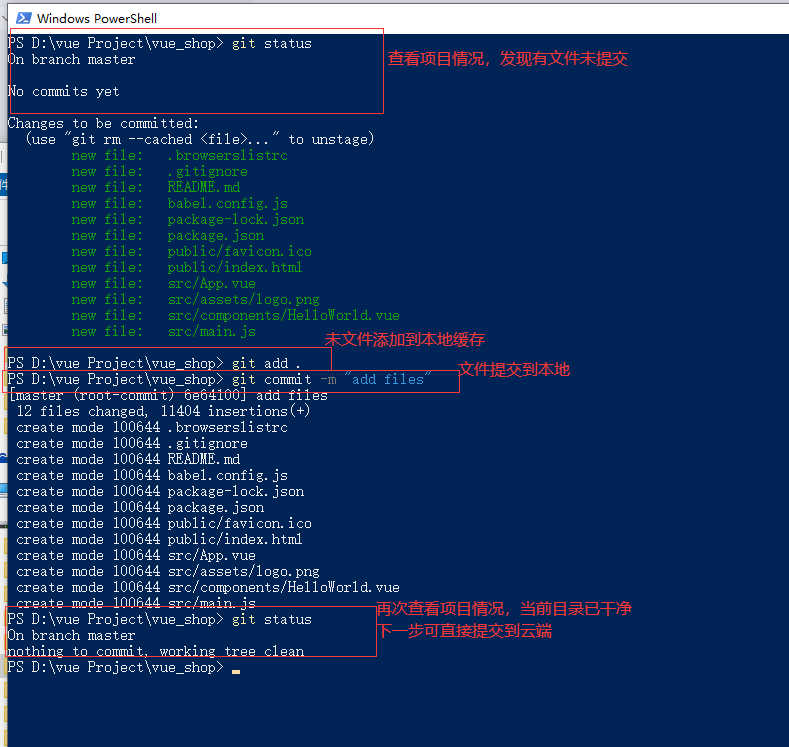 Windows PowerShell
PS D:\vue Project\vue_shop> git status
On branch master
查看项目情况，发现有文件未提交
No commits yet
Changes to be committed:
(use "git rm --cached <file>..." to unstage)
new file: .browserslistrc
new file: .gitignore
new file: README.md
new file: babel.config.js
new file: package-lock.json
new file: package.json
new file: public/favicon.ico
new file: public/index.html
new file: src/App.vue
new file: src/assets/logo.png
new file: src/components/HelloWorld.vue
new file: src/main.js
未文件添加到本地缓存
PS D:\vue Project\vue_shop> git add .
文件提交到本地
PS D:\vue Project\vue_shop> git commit -m "add files"
[master (root-commit) 6e64100] add files
12 files changed, 11404 insertions(+)
create mode 100644 .browserslistrc
create mode 100644 .gitignore
create mode 100644 README.md
create mode 100644 babel.config.js
create mode 100644 package-lock.json
create mode 100644 package.json
create mode 100644 public/favicon.ico
create mode 100644 public/index.html
create mode 100644 src/App.vue
create mode 100644 src/assets/logo.png
create mode 100644 src/components/HelloWorld.vue
create mode 100644 src/main.js
再次查看项目情况，当前目录已干净
下一步可直接提交到云端
PS D:\vue Project\vue_shop> git status
On branch master
nothing to commit, working tree clean
PS D:\vue Project\vue_shop>